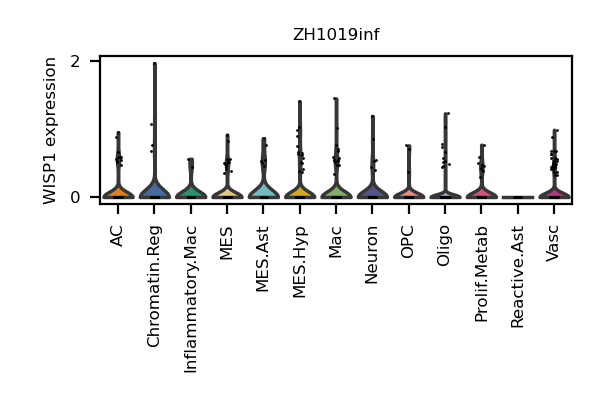 ZH1019inf
WISP1 expression
2
0
AC
Chromatin.Reg
Inflammatory.Mac
MES
MES.Ast
MES.Hyp
Mac
Neuron
OPC
Oligo
Prolif.Metab
Reactive.Ast
Vasc